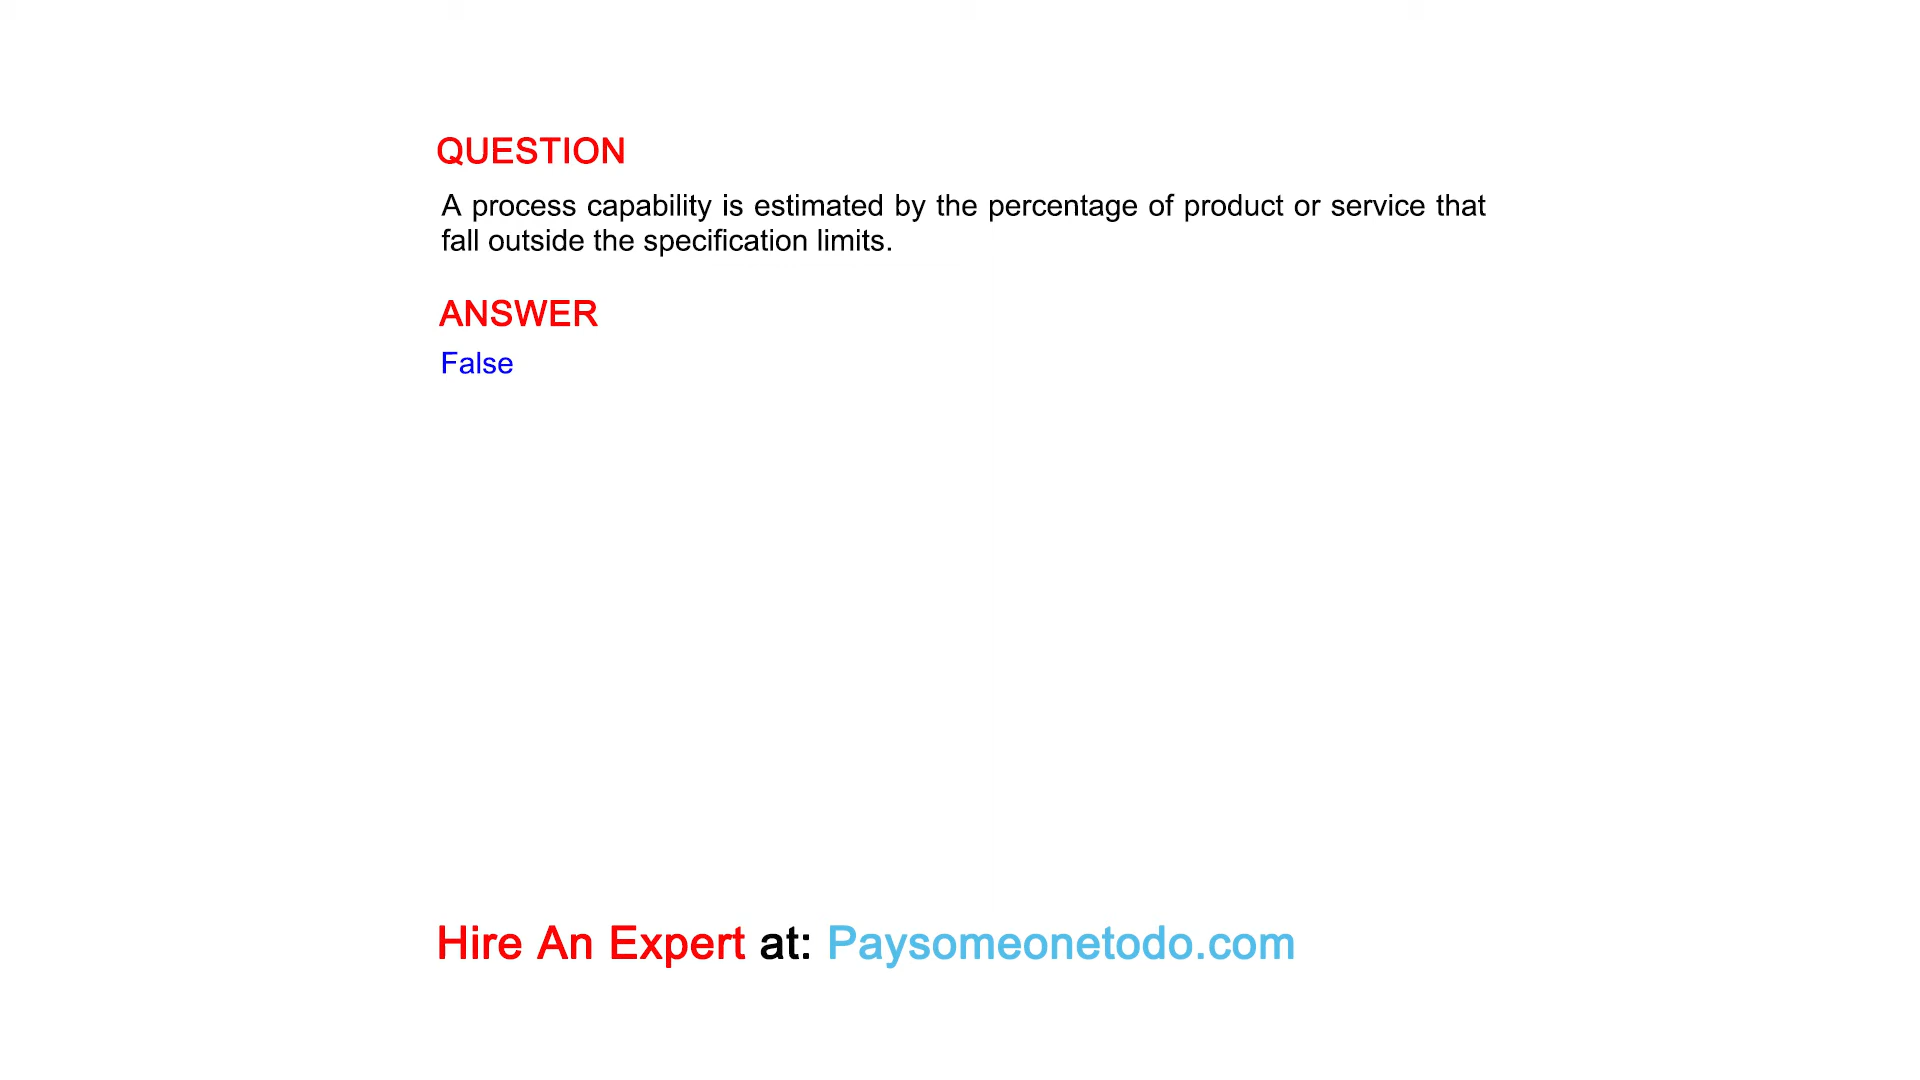 QUESTION
A process capability is estimated by the percentage of product or service that
fall outside the specification limits.
ANSWER
False
Hire An Expert at: Paysomeonetodo.com